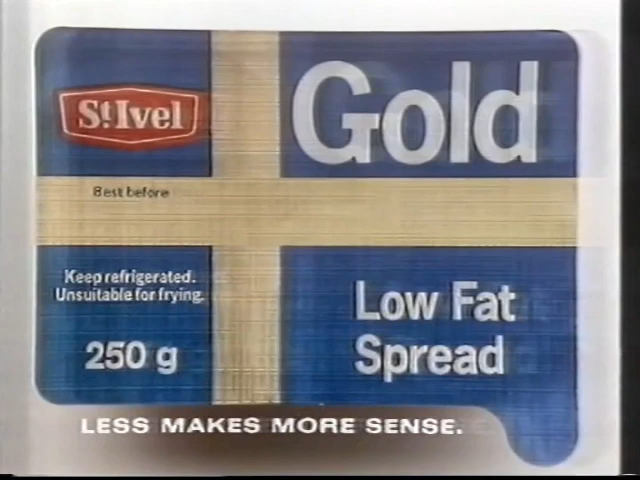 St Ivel
Gold
Best before
Keep refrigerated.
Unsuitable for frying.
250 g
Low Fat
Spread
LESS MAKES MORE SENSE.